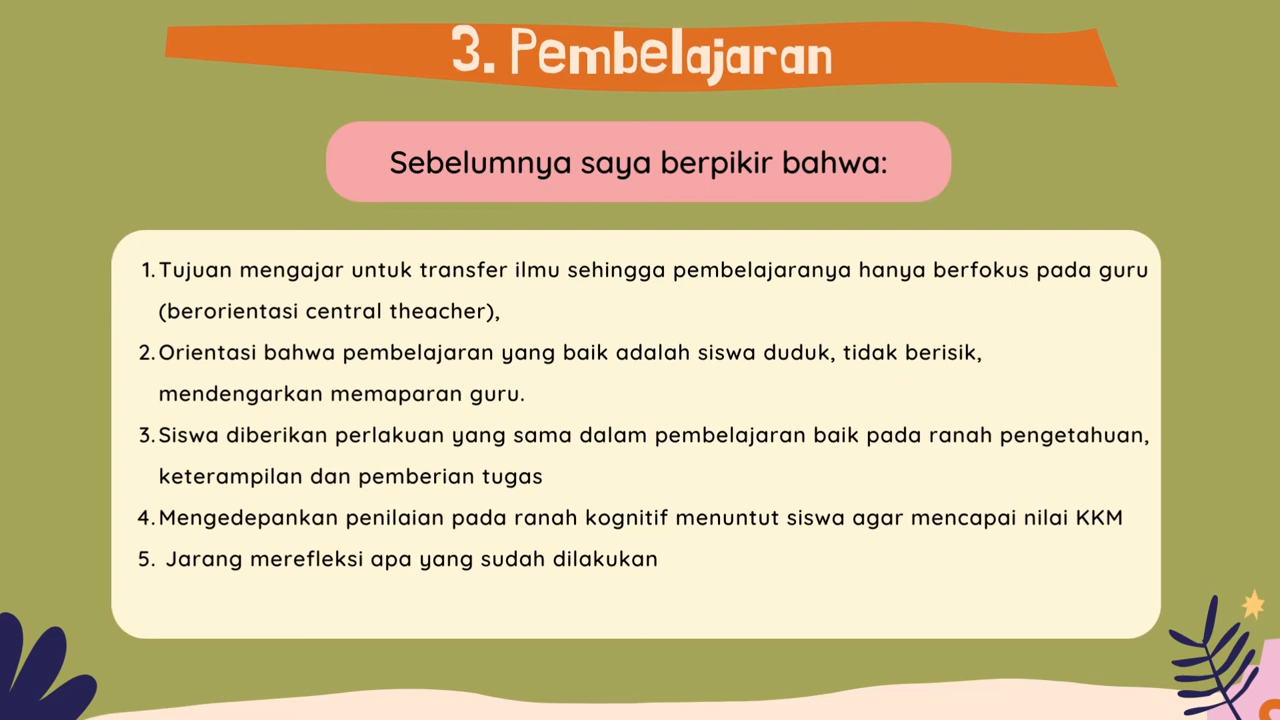 3. Pembelajaran
Sebelumnya saya berpikir bahwa:
1. Tujuan mengajar untuk transfer ilmu sehingga pembelajaranya hanya berfokus pada guru
(berorientasi central theacher),
2. Orientasi bahwa pembelajaran yang baik adalah siswa duduk, tidak berisik,
mendengarkan memaparan guru.
3. Siswa diberikan perlakuan yang sama dalam pembelajaran baik pada ranah pengetahuan,
keterampilan dan pemberian tugas
4. Mengedepankan penilaian pada ranah kognitif menuntut siswa agar mencapai nilai KKM
5. Jarang merefleksi apa yang sudah dilakukan